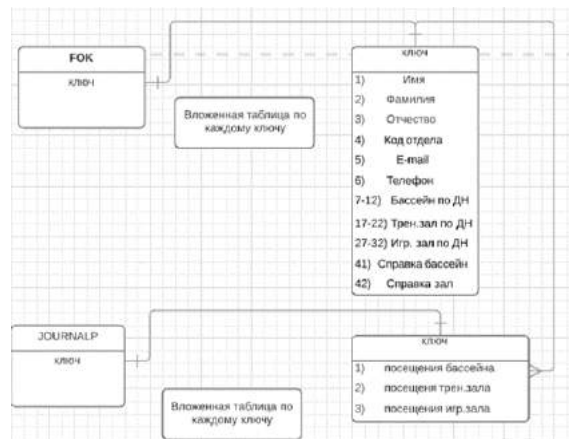 FOK
ключ
Вложенная таблица по
каждому ключу
ключ
1) Имя
2) Фамилия
3) Отчество
4) Код отдела
5) E-mail
6) Телефон
7-12) Бассейн по ДН
17-22) Трен.зал по ДН
27-32) Игр. зал по ДН
41) Справка бассейн
42) Справка зал
JOURNALP
ключ
Вложенная таблица по
каждому ключу
ключ
1) посещения бассейна
2) посещеня трен.зала
3) посещения игр.зала